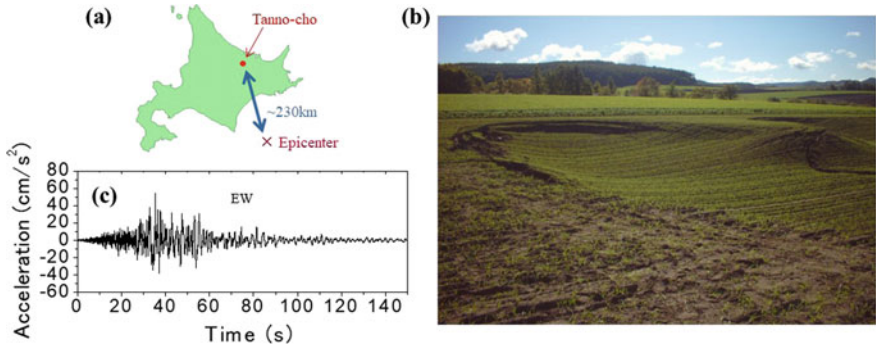 (a)
Tanno-cho
~230km
× Epicenter
(b)
(c)
EW
Acceleration (cm/s²)
80
60
40
20
0
-20
-40
-60
0 20 40 60 80 100 120 140
Time (s)